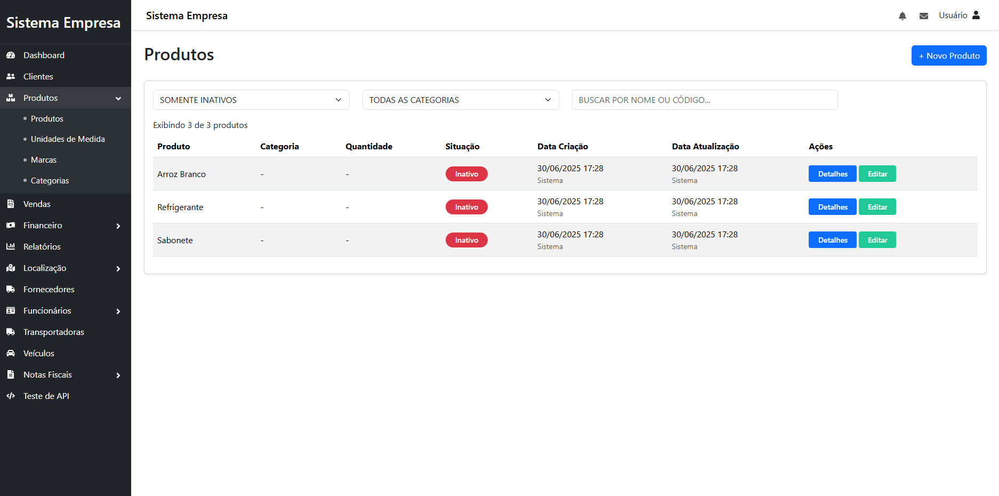 Sistema Empresa
Dashboard
Clientes
Produtos
Produtos
Unidades de Medida
Marcas
Categorias
Vendas
Financeiro
Relatórios
Localização
Fornecedores
Funcionários
Transportadoras
Veículos
Notas Fiscais
Teste de API
Sistema Empresa
Usuário
Produtos
+ Novo Produto
SOMENTE INATIVOS
TODAS AS CATEGORIAS
BUSCAR POR NOME OU CÓDIGO...
Exibindo 3 de 3 produtos
Produto Categoria Quantidade Situação Data Criação Data Atualização Ações
Arroz Branco - - Inativo 30/06/2025 17:28 30/06/2025 17:28 Detalhes Editar
Sistema Sistema
Refrigerante - - Inativo 30/06/2025 17:28 30/06/2025 17:28 Detalhes Editar
Sistema Sistema
Sabonete - - Inativo 30/06/2025 17:28 30/06/2025 17:28 Detalhes Editar
Sistema Sistema